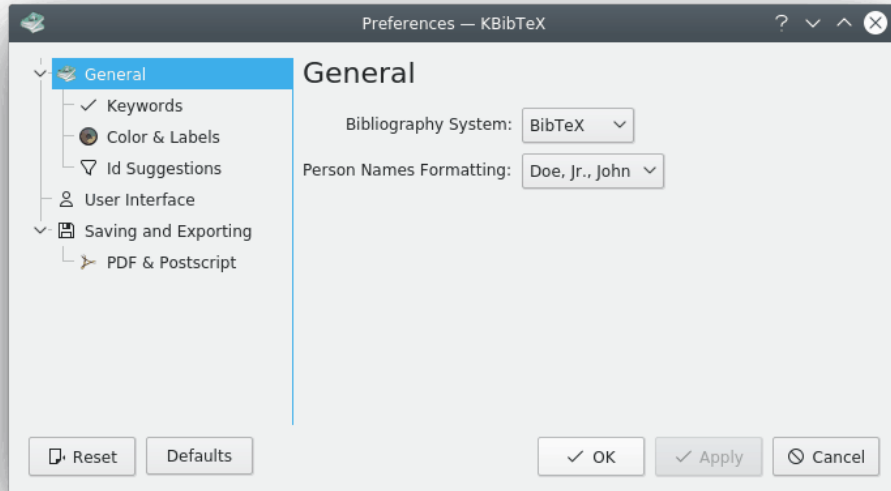 Preferences — KBibTeX
General
Keywords
Color & Labels
Id Suggestions
User Interface
Saving and Exporting
PDF & Postscript
General
Bibliography System: BibTeX
Person Names Formatting: Doe, Jr., John
Reset Defaults OK Apply Cancel